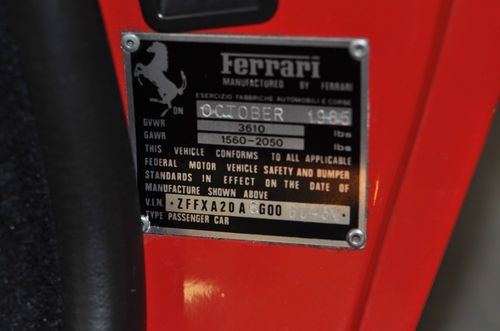 Ferrari
MANUFACTURED BY FERRARI
ESERCIZIO FABBRICHE AUTOMOBILI E CORSE
ON OCTOBER 1985
GVWR 3610 lbs
GAWR 1560-2050 lbs
THIS VEHICLE CONFORMS TO ALL APPLICABLE
FEDERAL MOTOR VEHICLE SAFETY AND BUMPER
STANDARDS IN EFFECT ON THE DATE OF
MANUFACTURE SHOWN ABOVE
V.I.N.
TYPE PASSENGER CAR